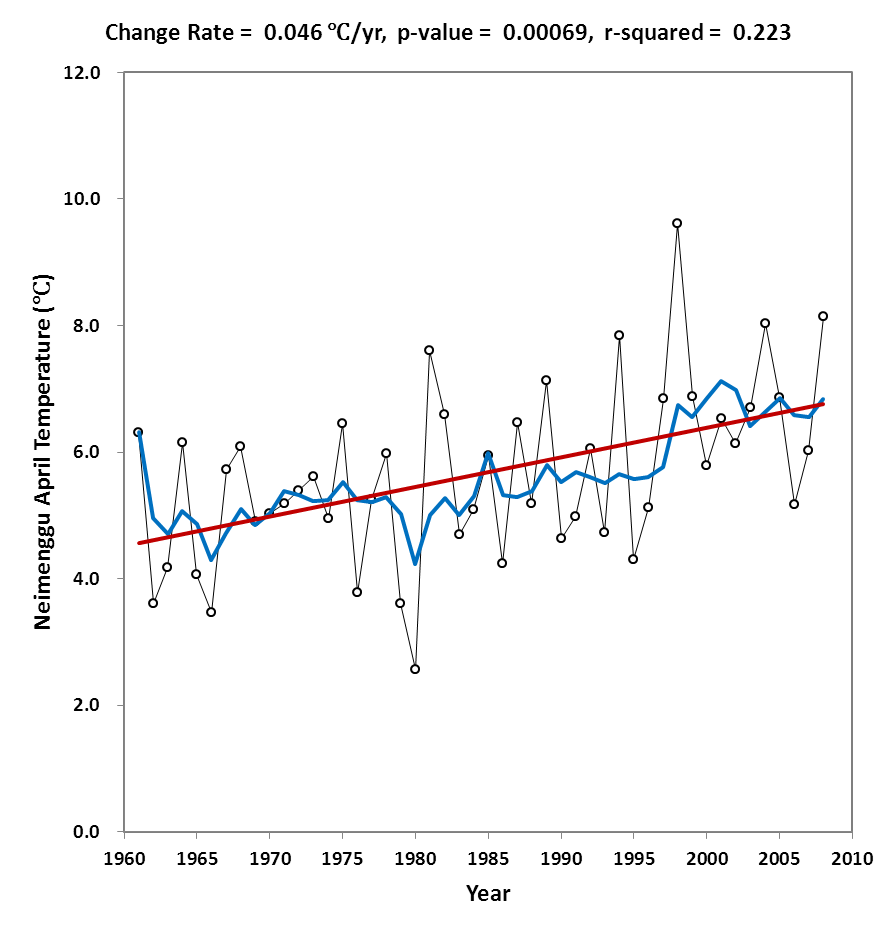 Change Rate = 0.046 °C/yr, p-value = 0.00069, r-squared = 0.223
12.0
10.0
8.0
6.0
4.0
2.0
0.0
Neimenggu April Temperature (°C)
1960 1965 1970 1975 1980 1985 1990 1995 2000 2005 2010
Year